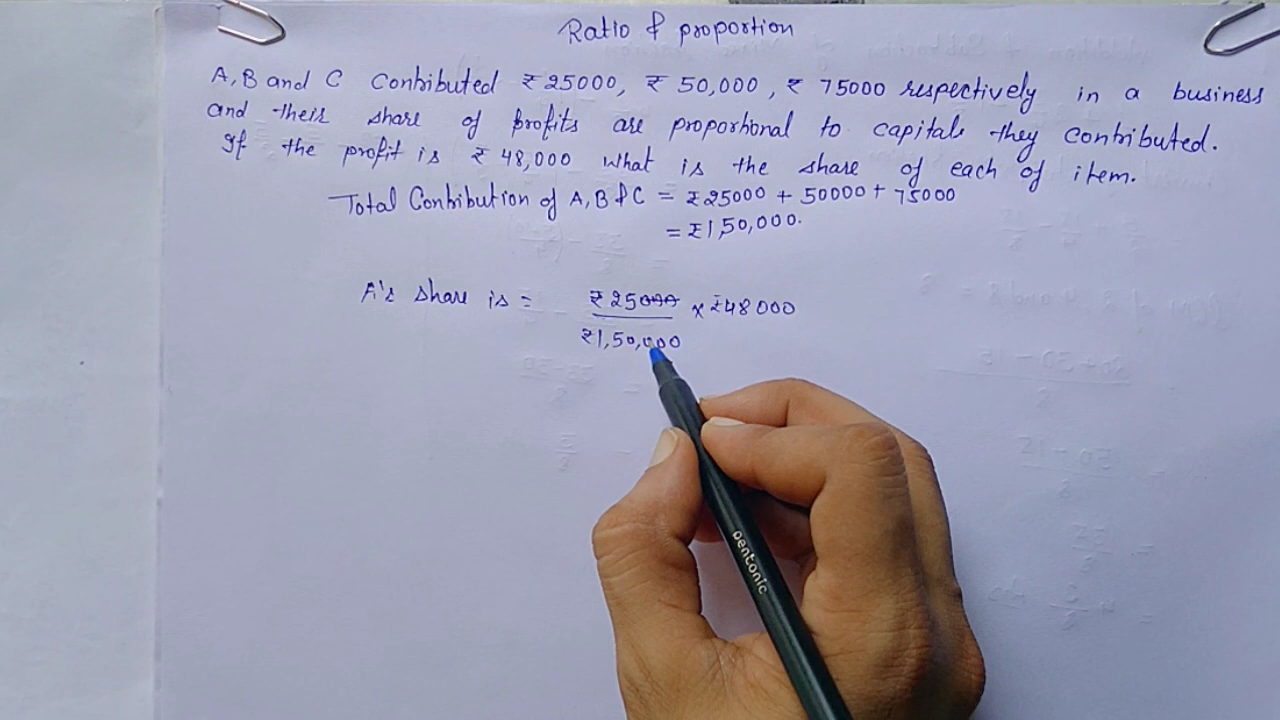 Ratio & proportion
A, B and C Contributed ₹25000, ₹ 50,000, ₹ 75000 respectively in a business
and their share of profits are proportional to capitals they contributed.
If the profit is ₹ 48,000 what is the share of each of item.
Total Contribution of A, B & C = ₹25000 + 50000 + 75000
= ₹1,50,000.
A's share is = ₹25000 / ₹1,50,000 × ₹48000
pentonic